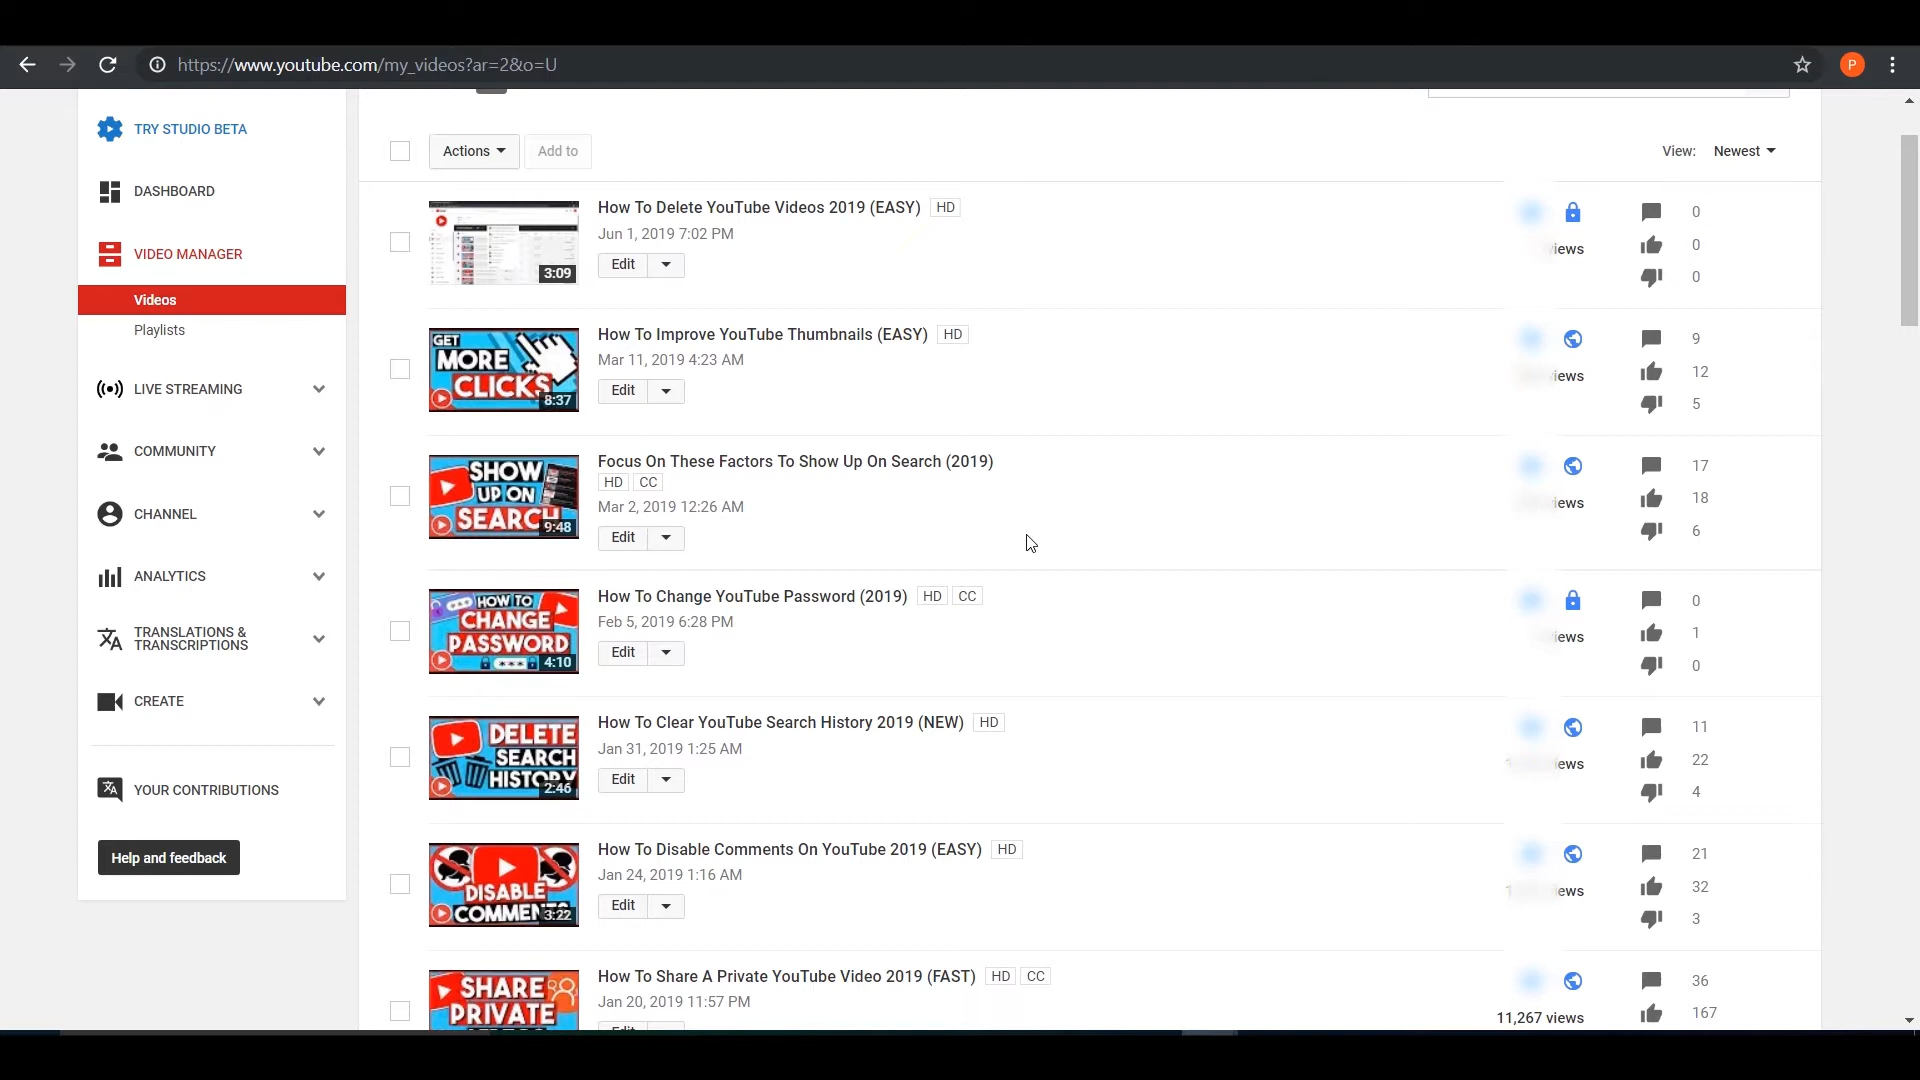 https://www.youtube.com/my_videos?ar=2&o=U
P
TRY STUDIO BETA
DASHBOARD
VIDEO MANAGER
Videos
Playlists
LIVE STREAMING
COMMUNITY
CHANNEL
ANALYTICS
TRANSLATIONS &
TRANSCRIPTIONS
CREATE
YOUR CONTRIBUTIONS
Help and feedback
Actions
Add to
View: Newest
3:09
How To Delete YouTube Videos 2019 (EASY) HD
Jun 1, 2019 7:02 PM
Edit
views
0
0
0
GET
MORE
CLICKS
8:37
How To Improve YouTube Thumbnails (EASY) HD
Mar 11, 2019 4:23 AM
Edit
views
9
12
5
SHOW
UP ON
SEARCH
9:48
Focus On These Factors To Show Up On Search (2019)
HD CC
Mar 2, 2019 12:26 AM
Edit
views
17
18
6
HOW TO
CHANGE
PASSWORD
***
4:10
How To Change YouTube Password (2019) HD CC
Feb 5, 2019 6:28 PM
Edit
views
0
1
0
DELETE
SEARCH
HISTORY
2:46
How To Clear YouTube Search History 2019 (NEW) HD
Jan 31, 2019 1:25 AM
Edit
views
11
22
4
DISABLE
COMMENTS
3:22
How To Disable Comments On YouTube 2019 (EASY) HD
Jan 24, 2019 1:16 AM
Edit
views
21
32
3
SHARE
PRIVATE
How To Share A Private YouTube Video 2019 (FAST) HD CC
Jan 20, 2019 11:57 PM
Edit
11,267 views
36
167